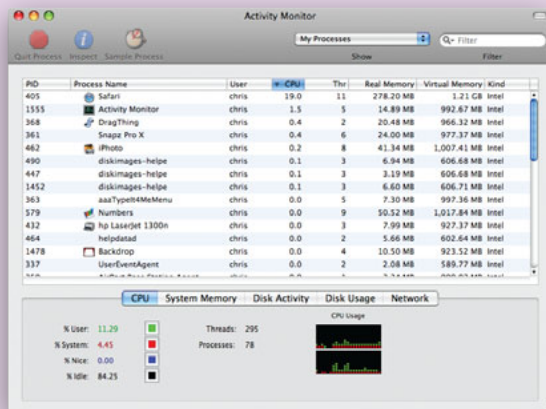 Activity Monitor
My Processes
Filter
Quit Process Inspect Sample Process Show Filter
PID Process Name User CPU Thr Real Memory Virtual Memory Kind
405 Safari chris 19.0 11 278.20 MB 1.21 GB Intel
1555 Activity Monitor chris 1.5 5 14.89 MB 992.67 MB Intel
368 DragThing chris 0.4 2 20.48 MB 966.32 MB Intel
361 Snapz Pro X chris 0.4 6 24.00 MB 977.37 MB Intel
462 iPhoto chris 0.2 8 41.34 MB 1,007.41 MB Intel
490 diskimages-helpe chris 0.1 3 6.94 MB 606.68 MB Intel
447 diskimages-helpe chris 0.1 3 3.19 MB 606.68 MB Intel
1452 diskimages-helpe chris 0.1 3 6.60 MB 606.71 MB Intel
363 aaaTypeIt4MeMenu chris 0.0 5 7.30 MB 997.36 MB Intel
579 Numbers chris 0.0 9 50.52 MB 1,017.84 MB Intel
432 hp LaserJet 1300n chris 0.0 3 7.99 MB 927.37 MB Intel
464 helpdatad chris 0.0 2 5.66 MB 602.64 MB Intel
1478 Backdrop chris 0.0 4 10.50 MB 923.52 MB Intel
337 UserEventAgent chris 0.0 2 2.08 MB 589.77 MB Intel
CPU System Memory Disk Activity Disk Usage Network
CPU Usage
% User: 11.29 Threads: 295
% System: 4.45 Processes: 78
% Nice: 0.00
% Idle: 84.25